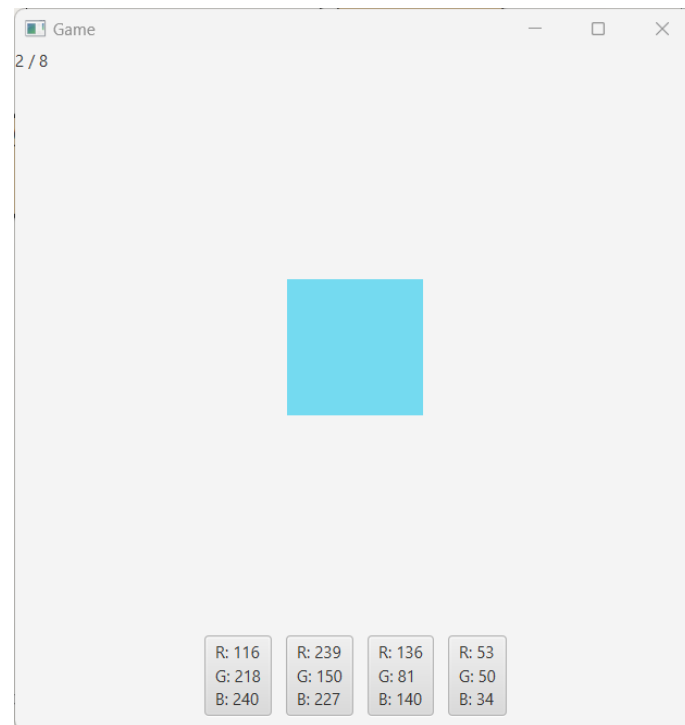 Game
2 / 8
R: 116
G: 218
B: 240
R: 239
G: 150
B: 227
R: 136
G: 81
B: 140
R: 53
G: 50
B: 34